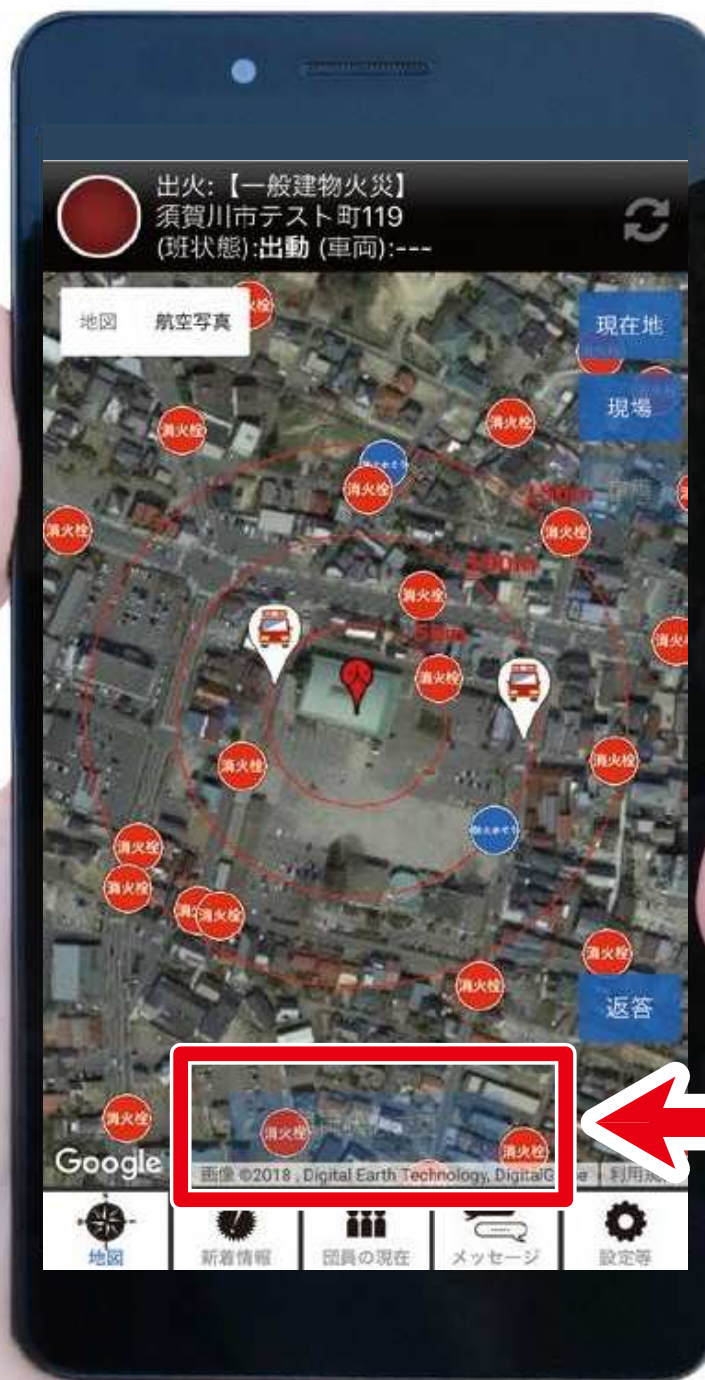 出火:【一般建物火災】
須賀川市テスト町119
(班状態):出動 (車両):---
地図 航空写真
現在地
現場
消火栓
消火栓
消火栓
消火栓
消火栓
消火栓
消火栓
消火栓
消火栓
消火栓
消火栓
消火栓
消火栓
消火栓
返答
消火栓
消火栓
消火栓
Google
画像 ©2018 , Digital Earth Technology,
地図
新着情報
団員の現在
メッセージ
設定等